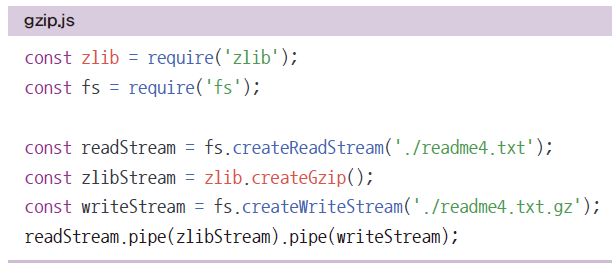 gzip.js
const zlib = require('zlib');
const fs = require('fs');
const readStream = fs.createReadStream('./readme4.txt');
const zlibStream = zlib.createGzip();
const writeStream = fs.createWriteStream('./readme4.txt.gz');
readStream.pipe(zlibStream).pipe(writeStream);